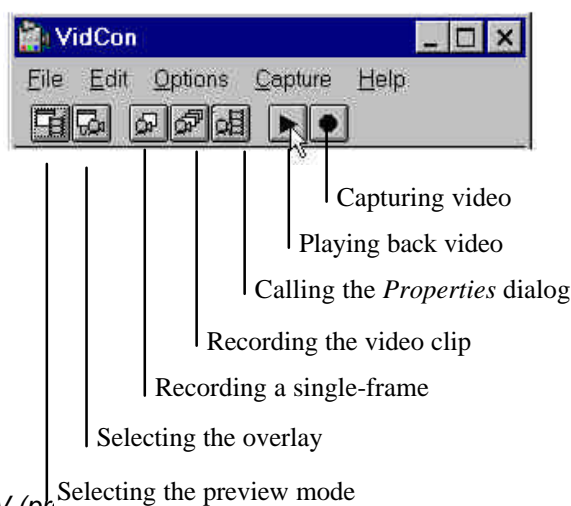 VidCon
File Edit Options Capture Help
Capturing video
Playing back video
Calling the Properties dialog
Recording the video clip
Recording a single-frame
Selecting the overlay
Selecting the preview mode